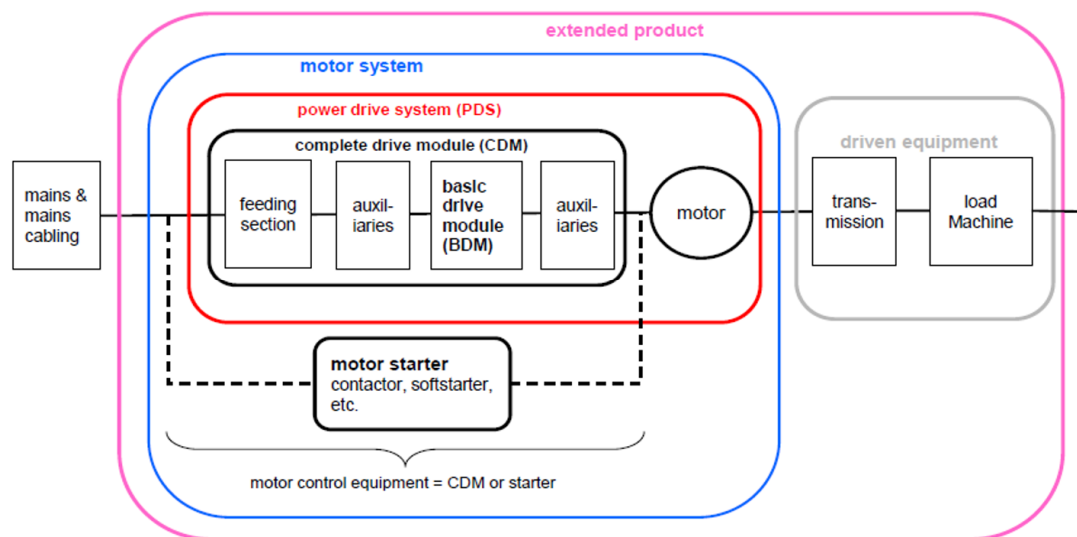 extended product
motor system
power drive system (PDS)
complete drive module (CDM)
driven equipment
mains &
mains
cabling
feeding
section
auxil-
iaries
basic
drive
module
(BDM)
auxil-
iaries
motor
trans-
mission
load
Machine
motor starter
contactor, softstarter,
etc.
motor control equipment = CDM or starter